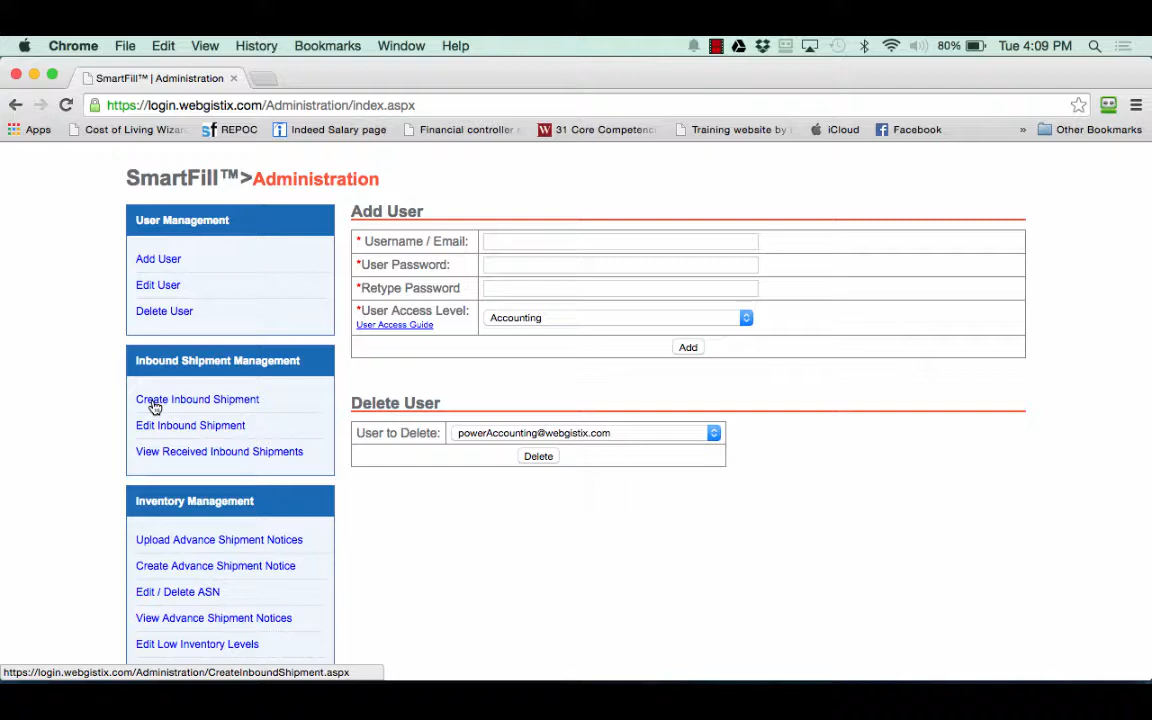 Chrome File Edit View History Bookmarks Window Help 80% Tue 4:09 PM
SmartFill™ | Administration
https://login.webgistix.com/Administration/index.aspx
Apps Cost of Living Wizar REPOC Indeed Salary page Financial controller 31 Core Competenci Training website by iCloud Facebook » Other Bookmarks
SmartFill™>Administration
User Management
Add User
Edit User
Delete User
Inbound Shipment Management
Create Inbound Shipment
Edit Inbound Shipment
View Received Inbound Shipments
Inventory Management
Upload Advance Shipment Notices
Create Advance Shipment Notice
Edit / Delete ASN
View Advance Shipment Notices
Edit Low Inventory Levels
Add User
* Username / Email:
*User Password:
*Retype Password
*User Access Level: Accounting
User Access Guide
Add
Delete User
User to Delete: powerAccounting@webgistix.com
Delete
https://login.webgistix.com/Administration/CreateInboundShipment.aspx